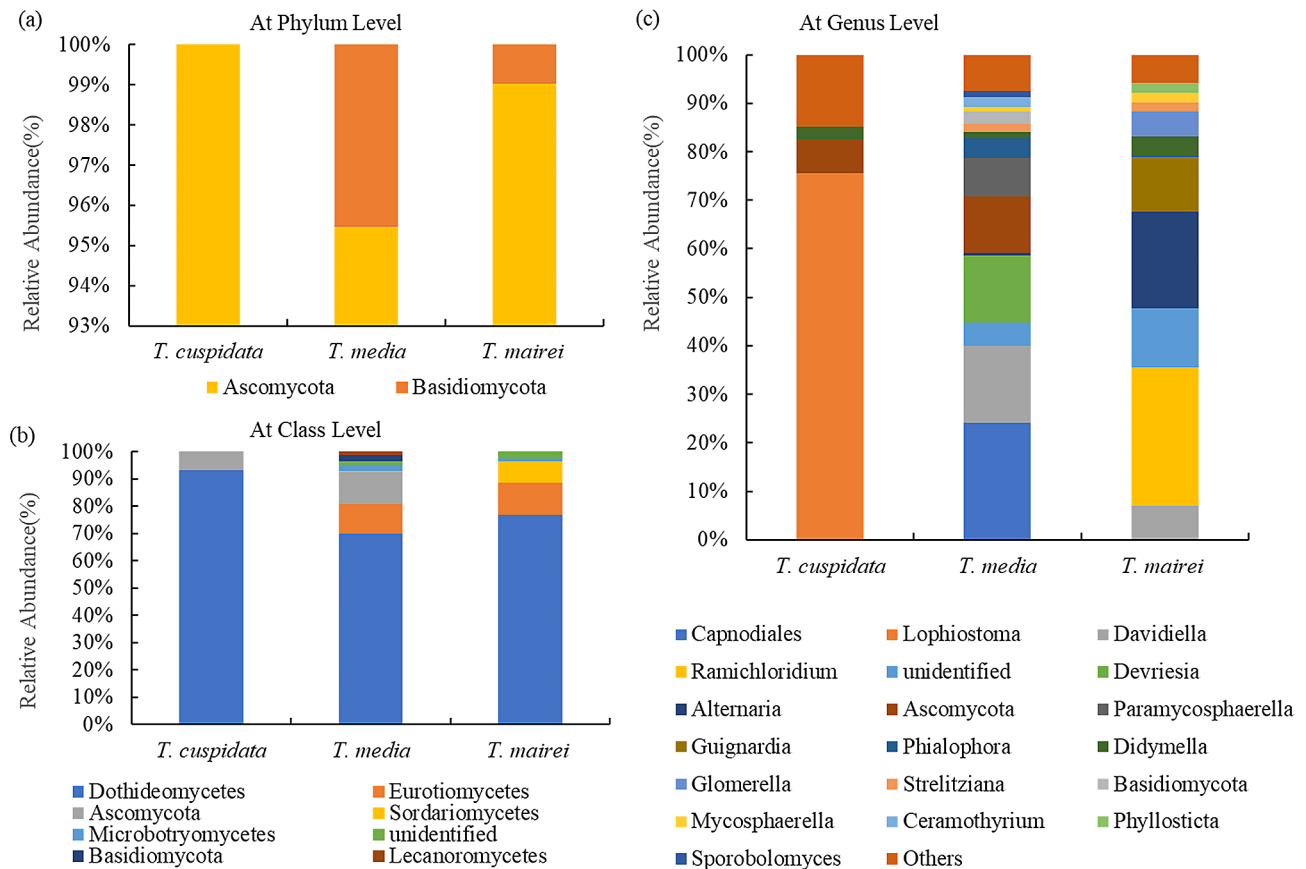 (a)
At Phylum Level
Relative Abundance(%)
100%
99%
98%
97%
96%
95%
94%
93%
T. cuspidata T. media T. mairei
Ascomycota Basidiomycota
(b)
At Class Level
Relative Abundance(%)
100%
90%
80%
70%
60%
50%
40%
30%
20%
10%
0%
T. cuspidata T. media T. mairei
Dothideomycetes Eurotiomycetes
Ascomycota Sordariomycetes
Microbotryomycetes unidentified
Basidiomycota Lecanoromycetes
(c)
At Genus Level
Relative Abundance(%)
100%
90%
80%
70%
60%
50%
40%
30%
20%
10%
0%
T. cuspidata T. media T. mairei
Capnodiales Lophiostoma Davidiella
Ramichloridium unidentified Devriesia
Alternaria Ascomycota Paramycosphaerella
Guignardia Phialophora Didymella
Glomerella Strelitziana Basidiomycota
Mycosphaerella Ceramothyrium Phyllosticta
Sporobolomyces Others